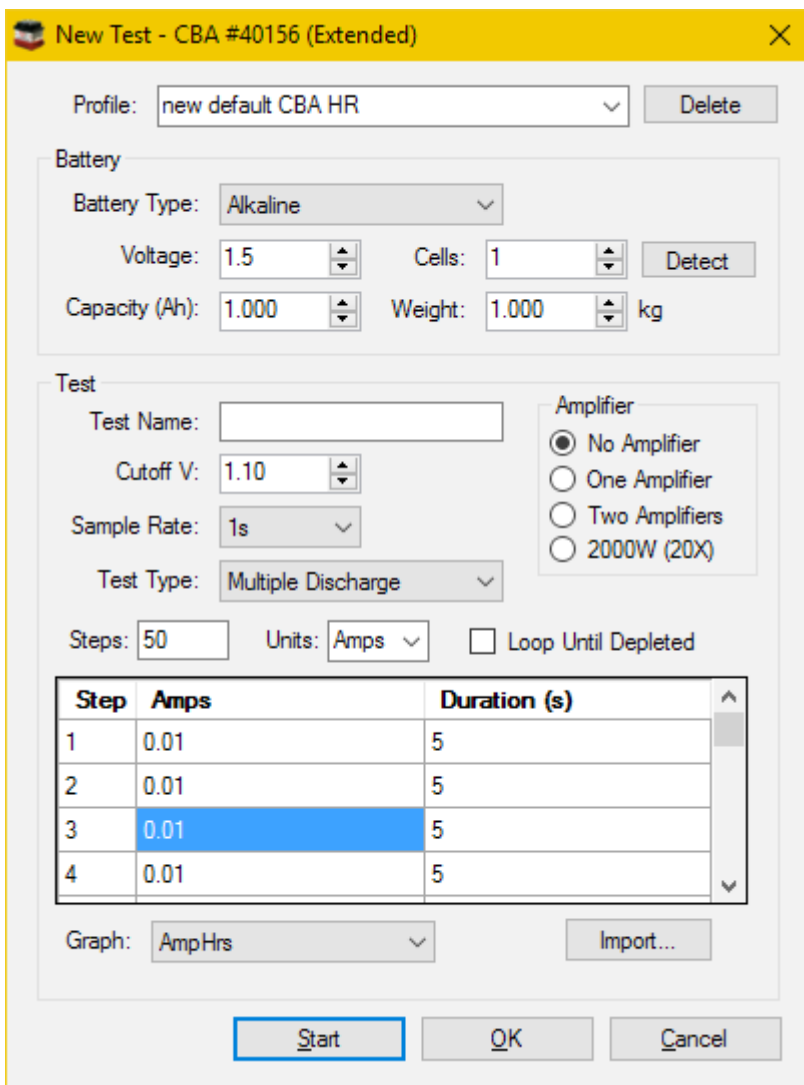 New Test - CBA #40156 (Extended)
Profile: new default CBA HR Delete
Battery
Battery Type: Alkaline
Voltage: 1.5 Cells: 1 Detect
Capacity (Ah): 1.000 Weight: 1.000 kg
Test
Test Name:
Cutoff V: 1.10
Sample Rate: 1s
Test Type: Multiple Discharge
Amplifier
No Amplifier
One Amplifier
Two Amplifiers
2000W (20X)
Steps: 50 Units: Amps Loop Until Depleted
Step Amps Duration (s)
1 0.01 5
2 0.01 5
3 0.01 5
4 0.01 5
Graph: AmpHrs Import...
Start OK Cancel